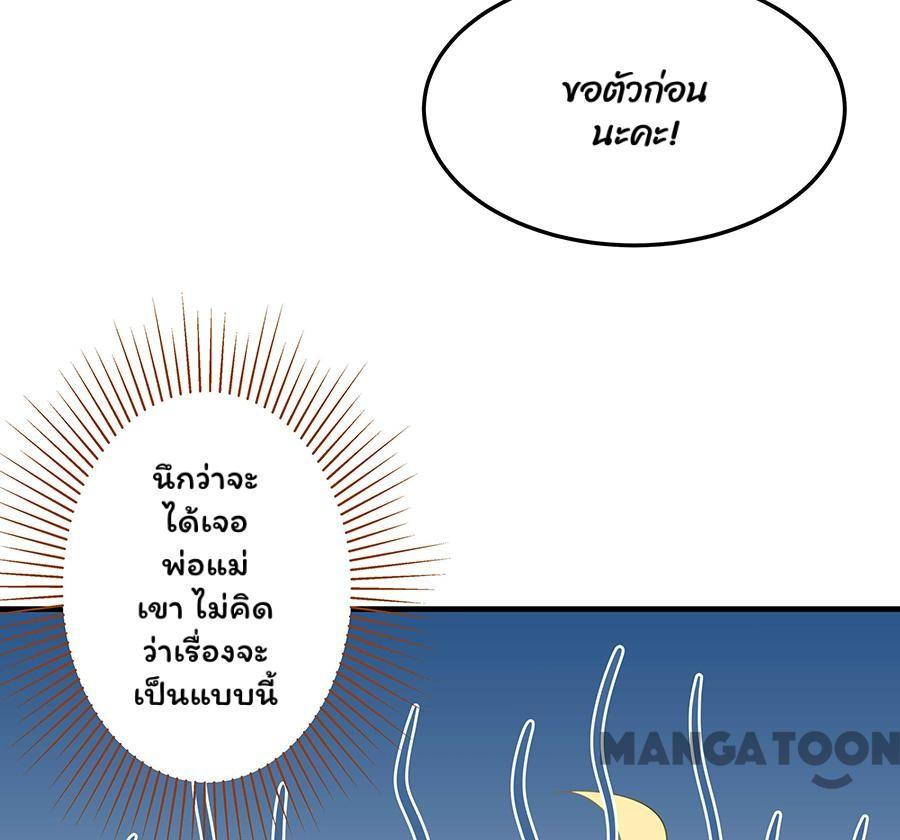 ขอตัวก่อน
นะคะ!
นึกว่าจะ
ได้เจอ
พ่อแม่
เขา ไม่คิด
ว่าเรื่องจะ
เป็นแบบนี้
MANGATOON